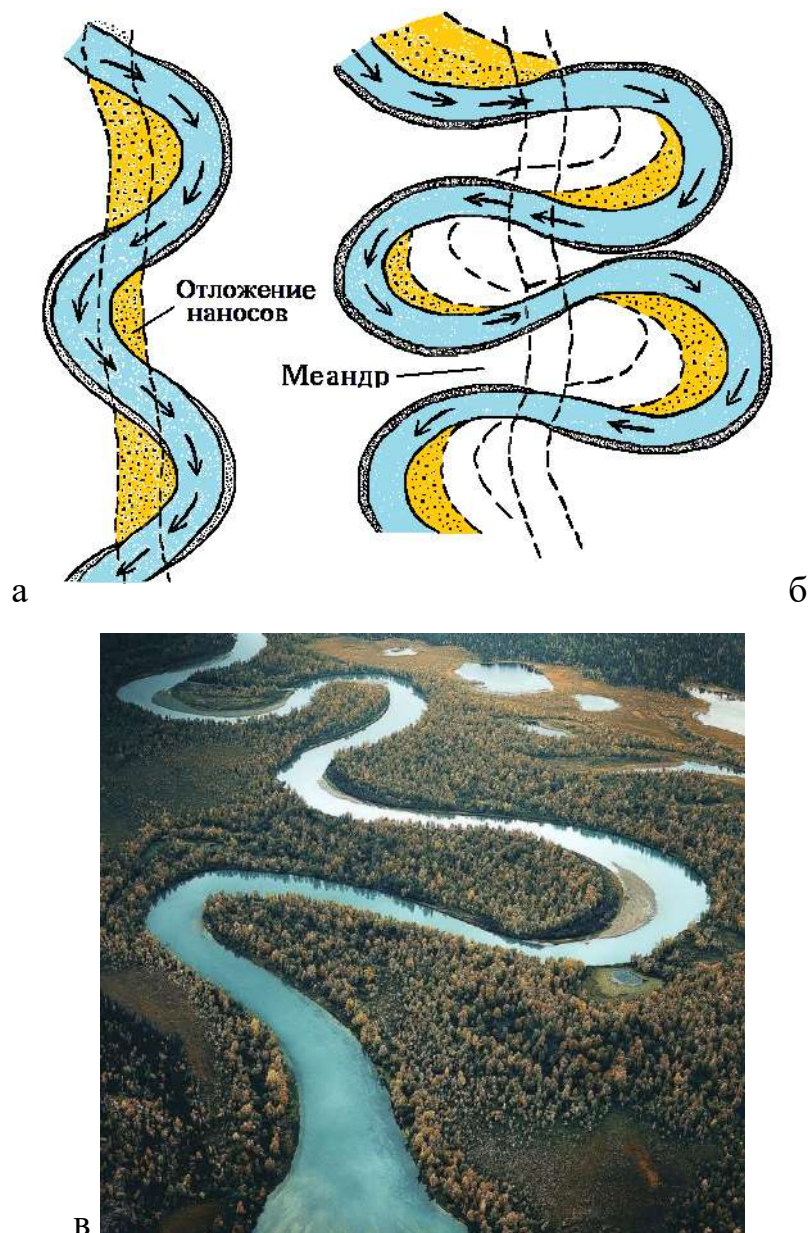 Отложение
наносов
Меандр
а
б
в